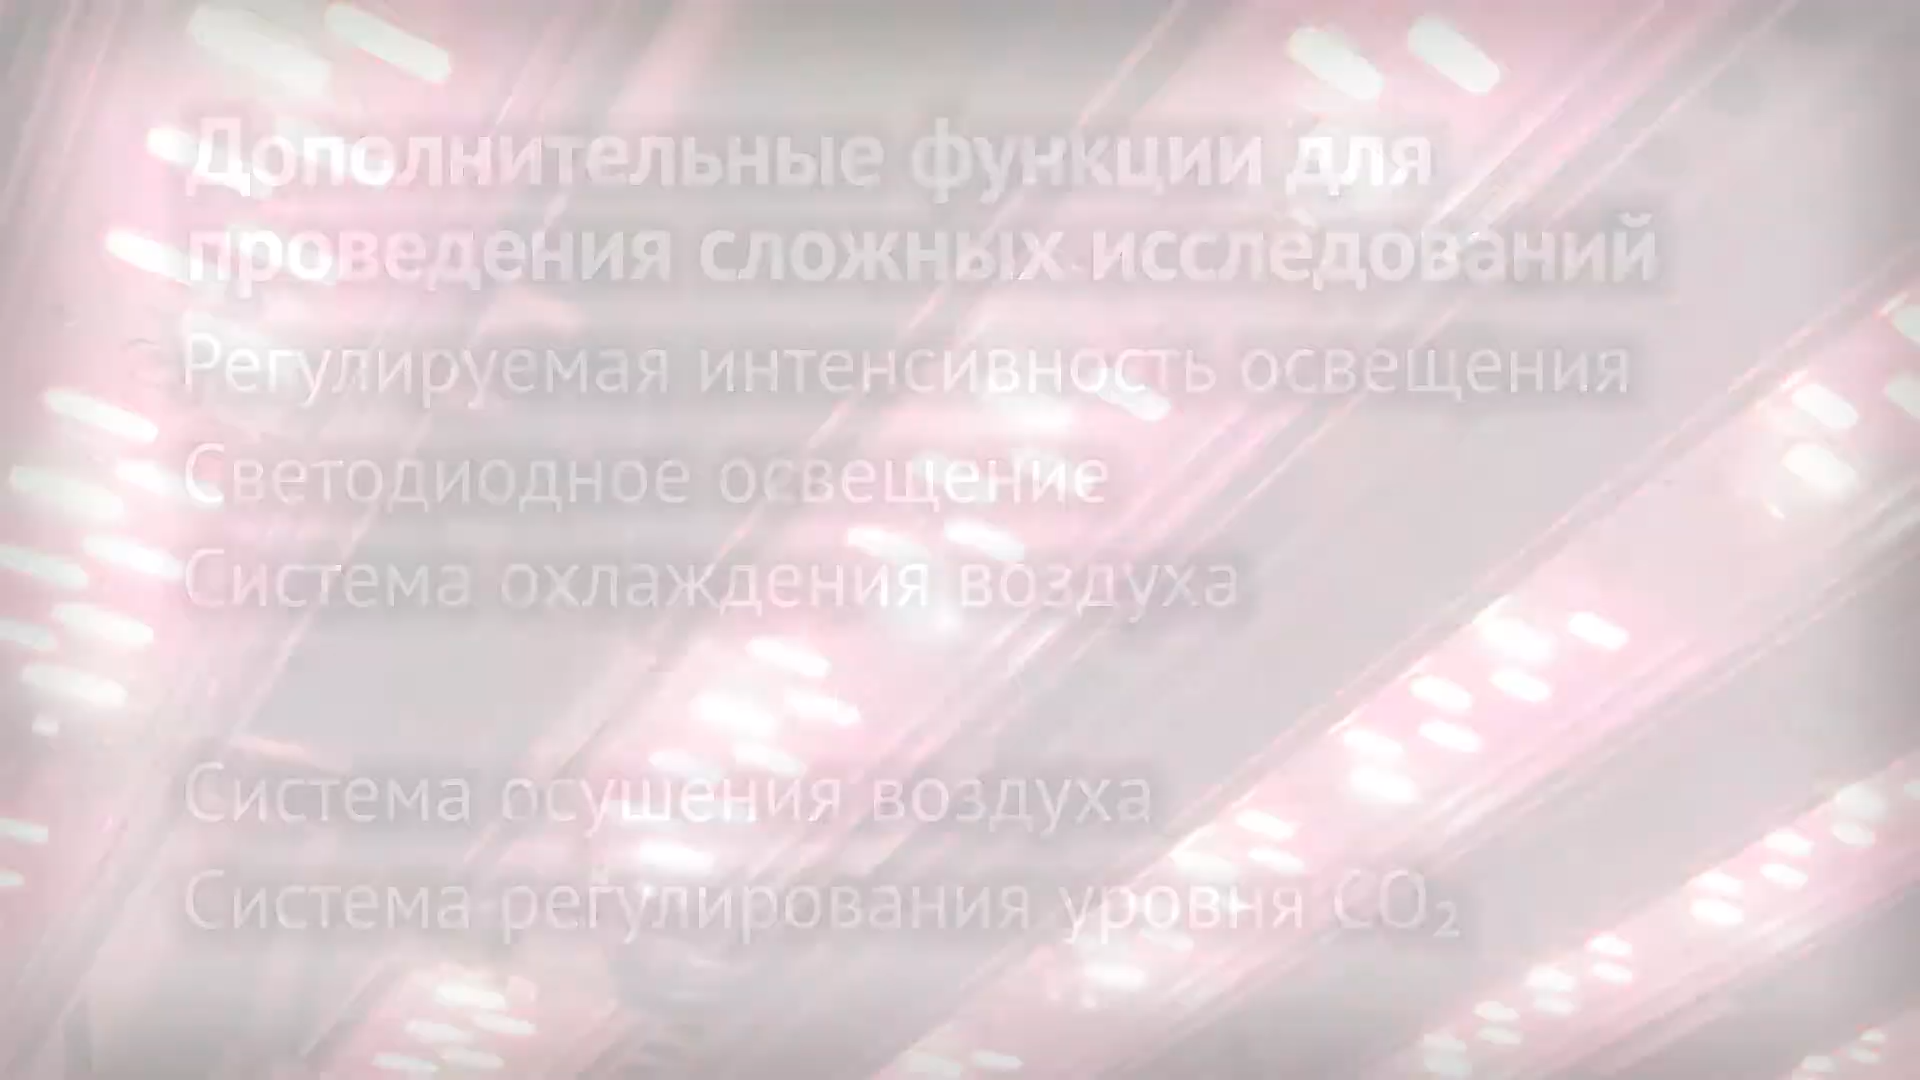 Дополнительные функции для
проведения сложных исследований
Регулируемая интенсивность освещения
Светодиодное освещение
Система охлаждения воздуха
Система осушения воздуха
Система регулирования уровня CO₂